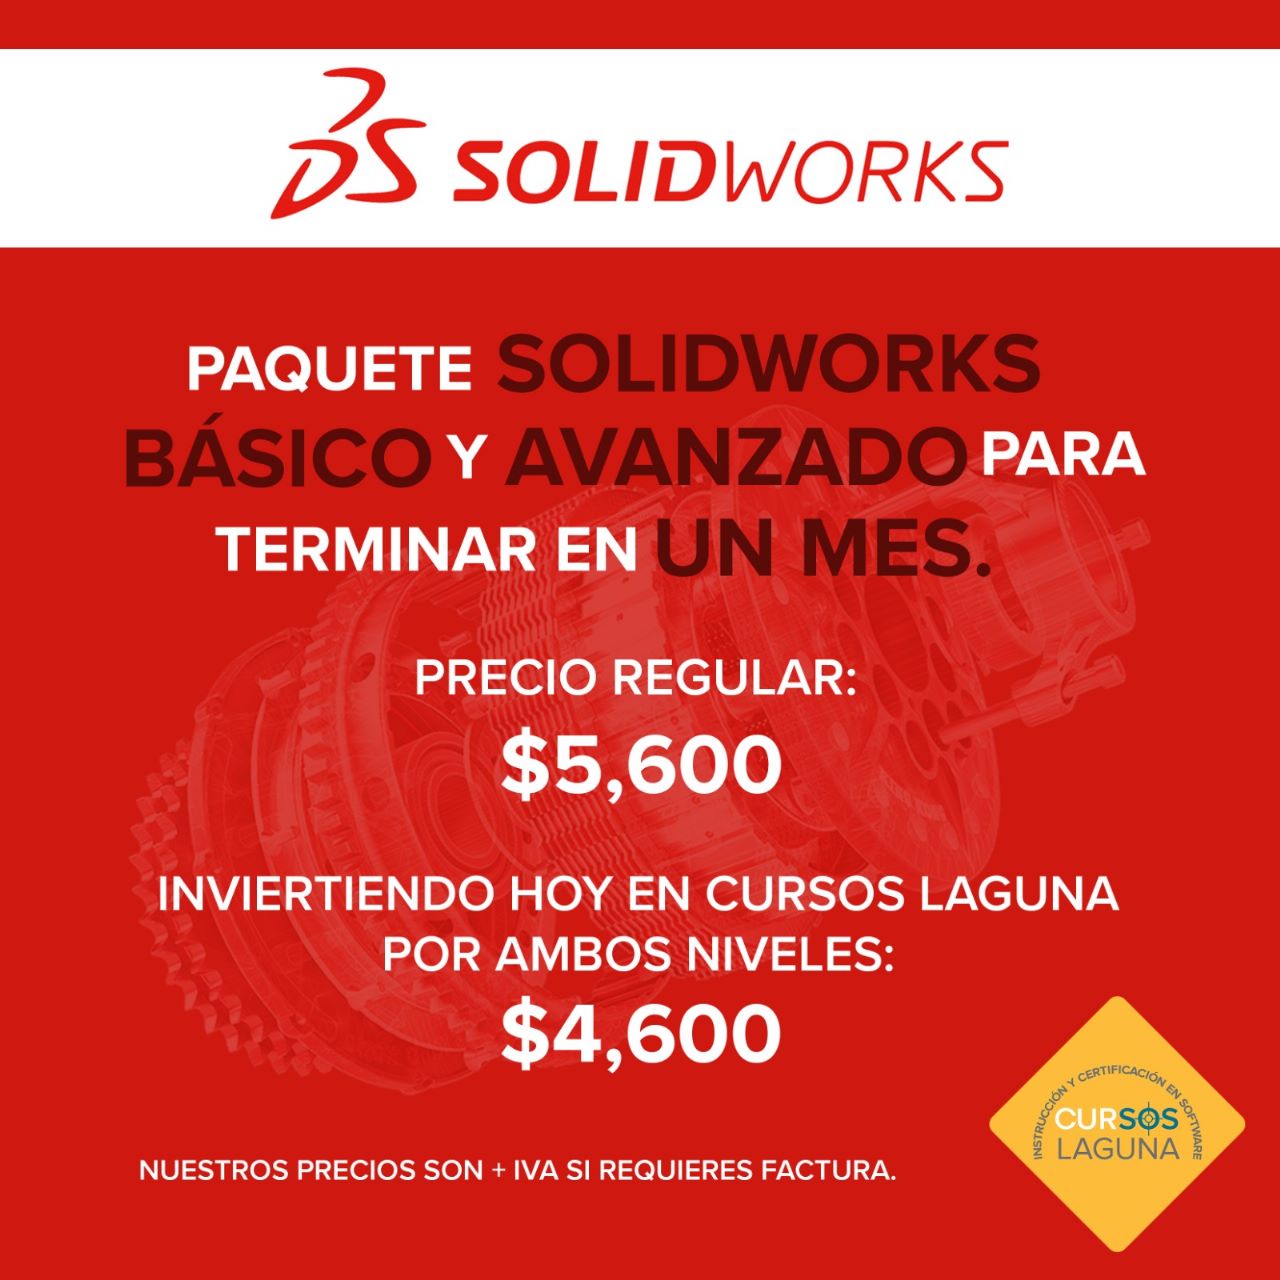 DS SOLIDWORKS
PAQUETE SOLIDWORKS
BÁSICO Y AVANZADO PARA
TERMINAR EN UN MES.
PRECIO REGULAR:
$5,600
INVIERTIENDO HOY EN CURSOS LAGUNA
POR AMBOS NIVELES:
$4,600
NUESTROS PRECIOS SON + IVA SI REQUIERES FACTURA.
INSTRUCCIÓN Y CERTIFICACIÓN EN SOFTWARE
CURSOS
LAGUNA